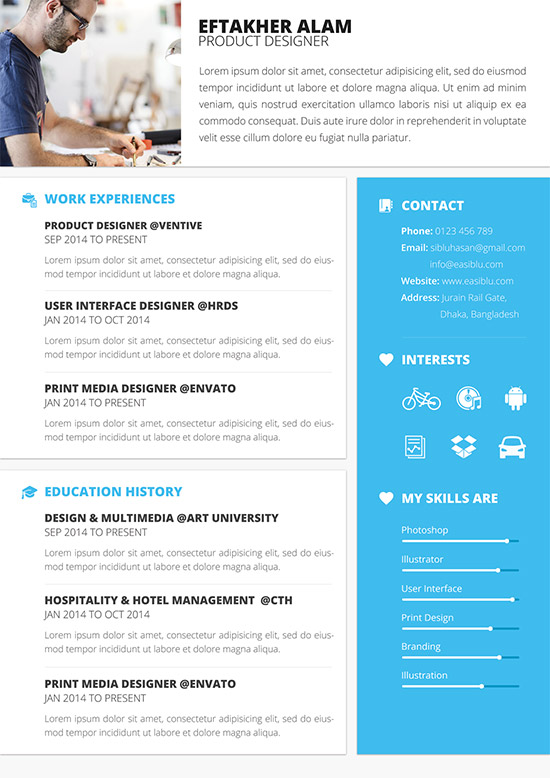 EFTAKHER ALAM
PRODUCT DESIGNER
Lorem ipsum dolor sit amet, consectetur adipisicing elit, sed do eiusmod
tempor incididunt ut labore et dolore magna aliqua. Ut enim ad minim
veniam, quis nostrud exercitation ullamco laboris nisi ut aliquip ex ea
commodo consequat. Duis aute irure dolor in reprehenderit in voluptate
velit esse cillum dolore eu fugiat nulla pariatur.
WORK EXPERIENCES
PRODUCT DESIGNER @VENTIVE
SEP 2014 TO PRESENT
Lorem ipsum dolor sit amet, consectetur adipisicing elit, sed do eius-
mod tempor incididunt ut labore et dolore magna aliqua.
USER INTERFACE DESIGNER @HRDS
JAN 2014 TO OCT 2014
Lorem ipsum dolor sit amet, consectetur adipisicing elit, sed do eius-
mod tempor incididunt ut labore et dolore magna aliqua.
PRINT MEDIA DESIGNER @ENVATO
JAN 2014 TO PRESENT
Lorem ipsum dolor sit amet, consectetur adipisicing elit, sed do eius-
mod tempor incididunt ut labore et dolore magna aliqua.
EDUCATION HISTORY
DESIGN & MULTIMEDIA @ART UNIVERSITY
SEP 2014 TO PRESENT
Lorem ipsum dolor sit amet, consectetur adipisicing elit, sed do eius-
mod tempor incididunt ut labore et dolore magna aliqua.
HOSPITALITY & HOTEL MANAGEMENT @CTH
JAN 2014 TO OCT 2014
Lorem ipsum dolor sit amet, consectetur adipisicing elit, sed do eius-
mod tempor incididunt ut labore et dolore magna aliqua.
PRINT MEDIA DESIGNER @ENVATO
JAN 2014 TO PRESENT
Lorem ipsum dolor sit amet, consectetur adipisicing elit, sed do eius-
mod tempor incididunt ut labore et dolore magna aliqua.
CONTACT
Phone: 0123 456 789
Email: sibluhasan@gmail.com
info@easiblu.com
Website: www.easiblu.com
Address: Jurain Rail Gate,
Dhaka, Bangladesh
INTERESTS
MY SKILLS ARE
Photoshop
Illustrator
User Interface
Print Design
Branding
Illustration